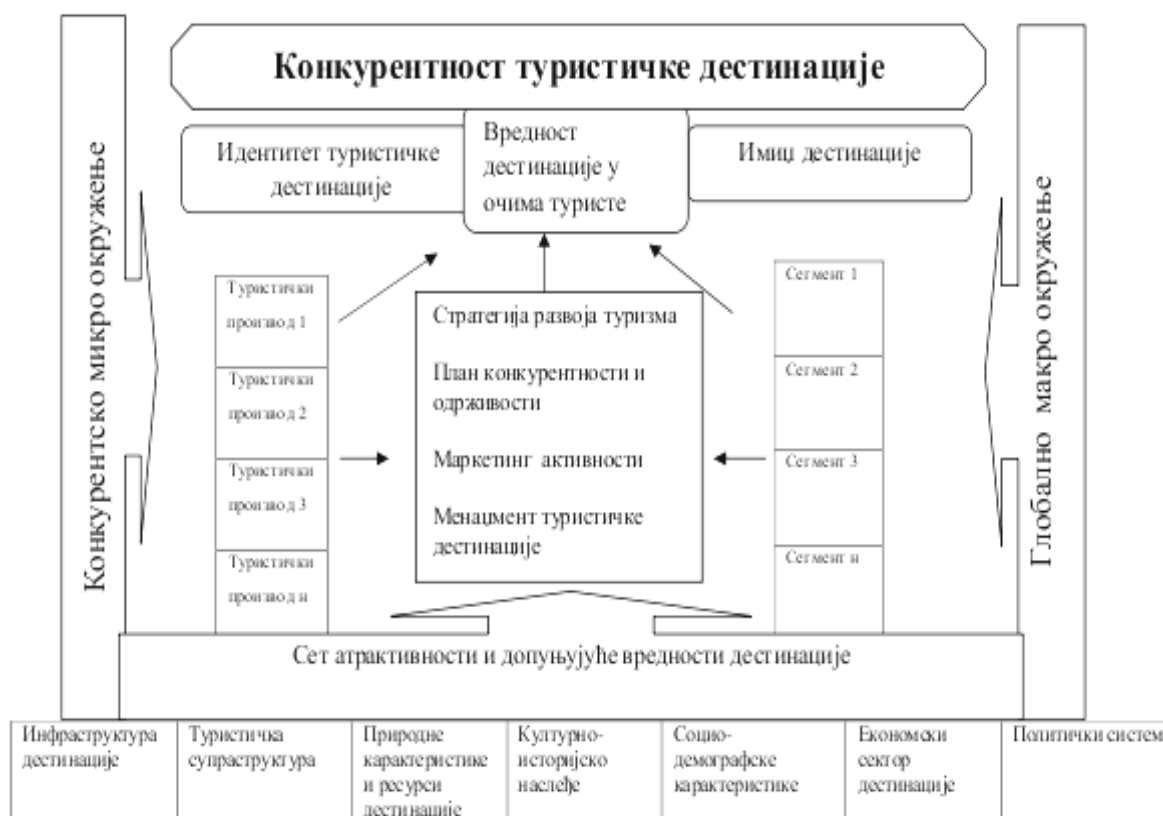 Конкурентност туристичке дестинације
Идентитет туристичке
дестинације
Вредност
дестинације у
очима туристе
Имиџ дестинације
Конкурентско микро окружење
Туристички
производ 1
Туристички
производ 2
Туристички
производ 3
Туристички
производ н
Стратегија развоја туризма
План конкурентности и
одрживости
Маркетинг активности
Менаџмент туристичке
дестинације
Сегмент 1
Сегмент 2
Сегмент 3
Сегмент н
Глобално макро окружење
Сет атрактивности и допуњујуће вредности дестинације
Инфраструктура
дестинације
Туристичка
супраструктура
Природне
карактеристике
и ресурси
дестинације
Културно-
историјско
наслеђе
Социо-
демографске
карактеристике
Економски
сектор
дестинације
Политички систем